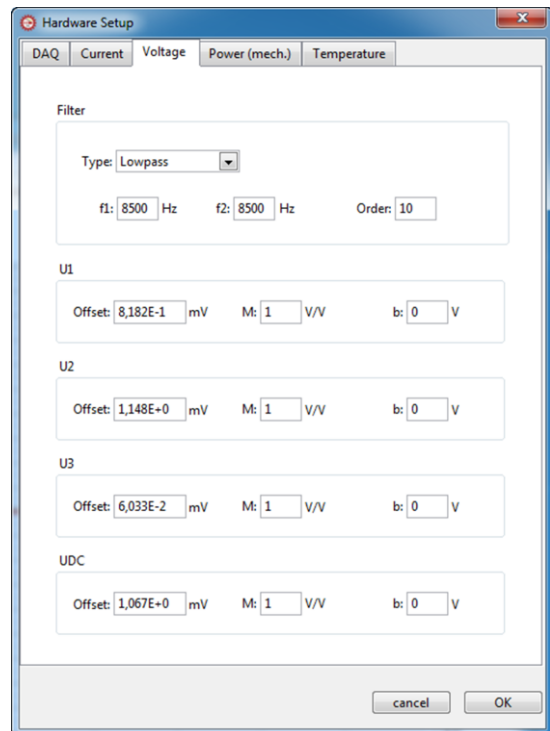 Hardware Setup
DAQ Current Voltage Power (mech.) Temperature
Filter
Type: Lowpass
f1: 8500 Hz f2: 8500 Hz Order: 10
U1
Offset: 8,182E-1 mV M: 1 V/V b: 0 V
U2
Offset: 1,148E+0 mV M: 1 V/V b: 0 V
U3
Offset: 6,033E-2 mV M: 1 V/V b: 0 V
UDC
Offset: 1,067E+0 mV M: 1 V/V b: 0 V
cancel OK